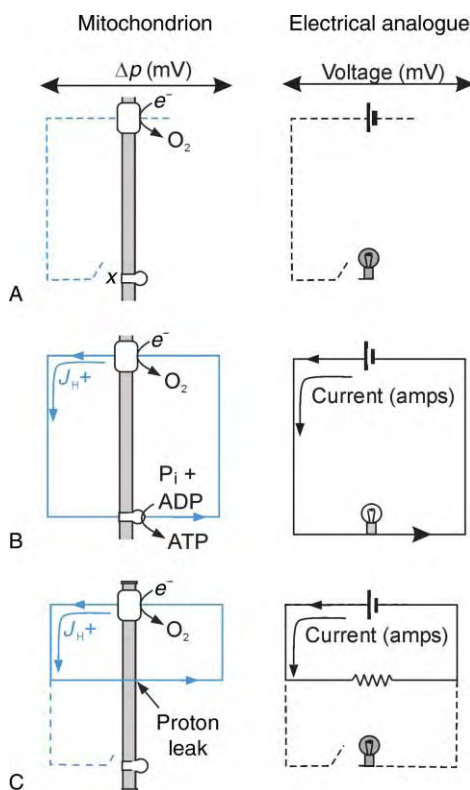 Mitochondrion Electrical analogue
Δp (mV) Voltage (mV)
e⁻
O₂
x
A
e⁻
J_H+
O₂
Current (amps)
P_i +
ADP
ATP
B
e⁻
J_H+
O₂
Current (amps)
Proton
leak
C